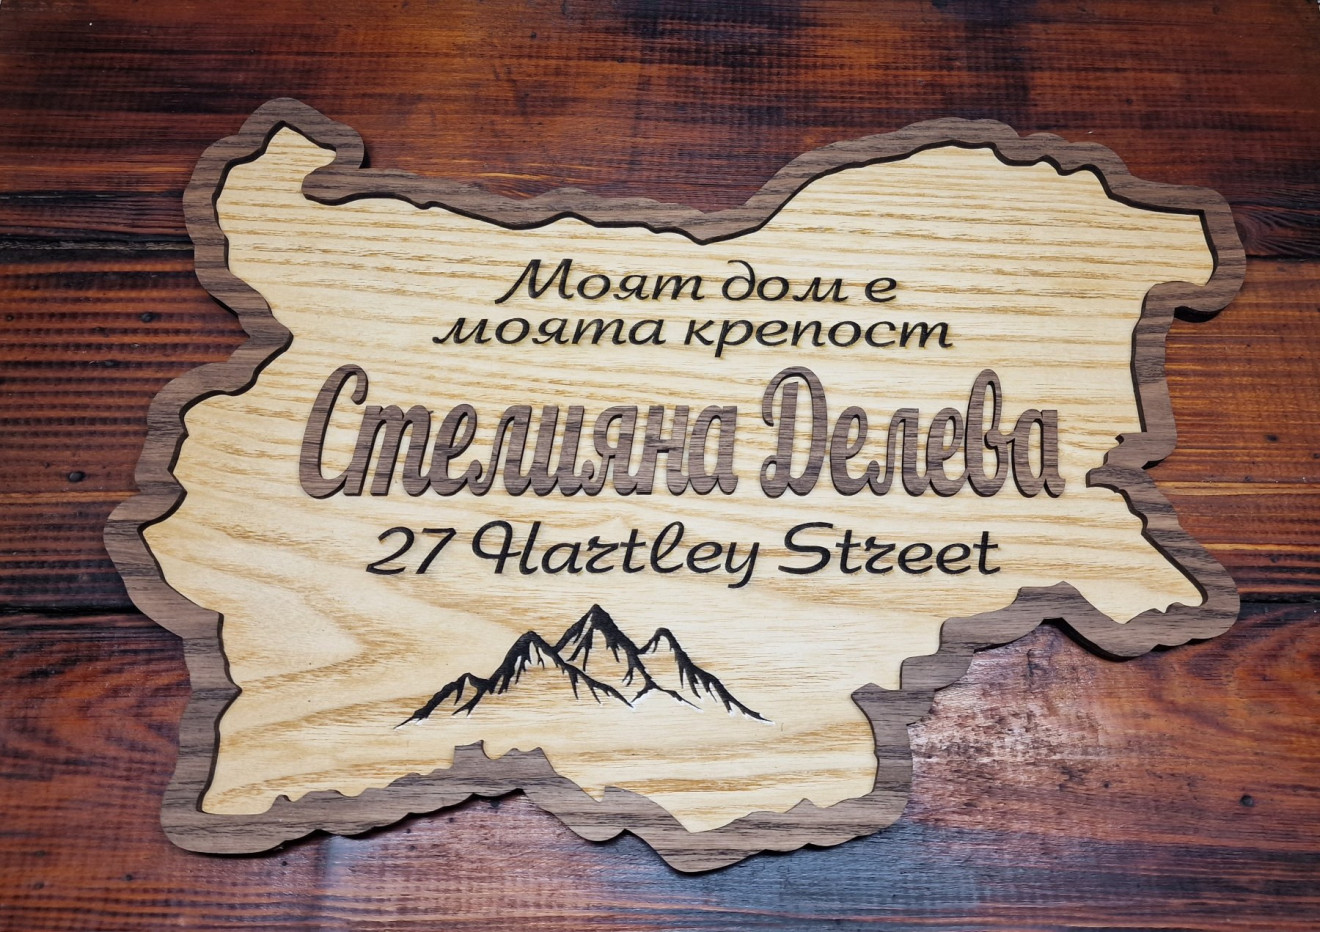 Моят дом е
моята крепост
Стелияна Делева
27 Hartley Street